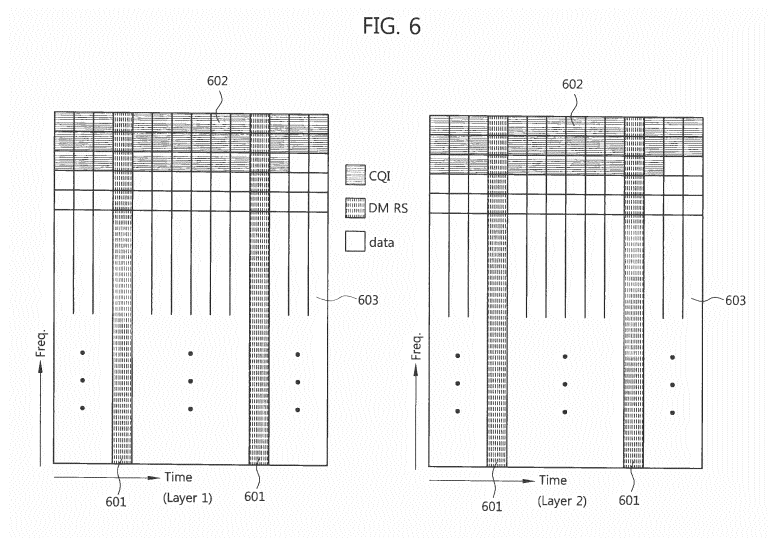 FIG. 6
602
602
CQI
DM RS
data
603
603
Freq.
Freq.
Time
(Layer 1)
601
601
Time
(Layer 2)
601
601